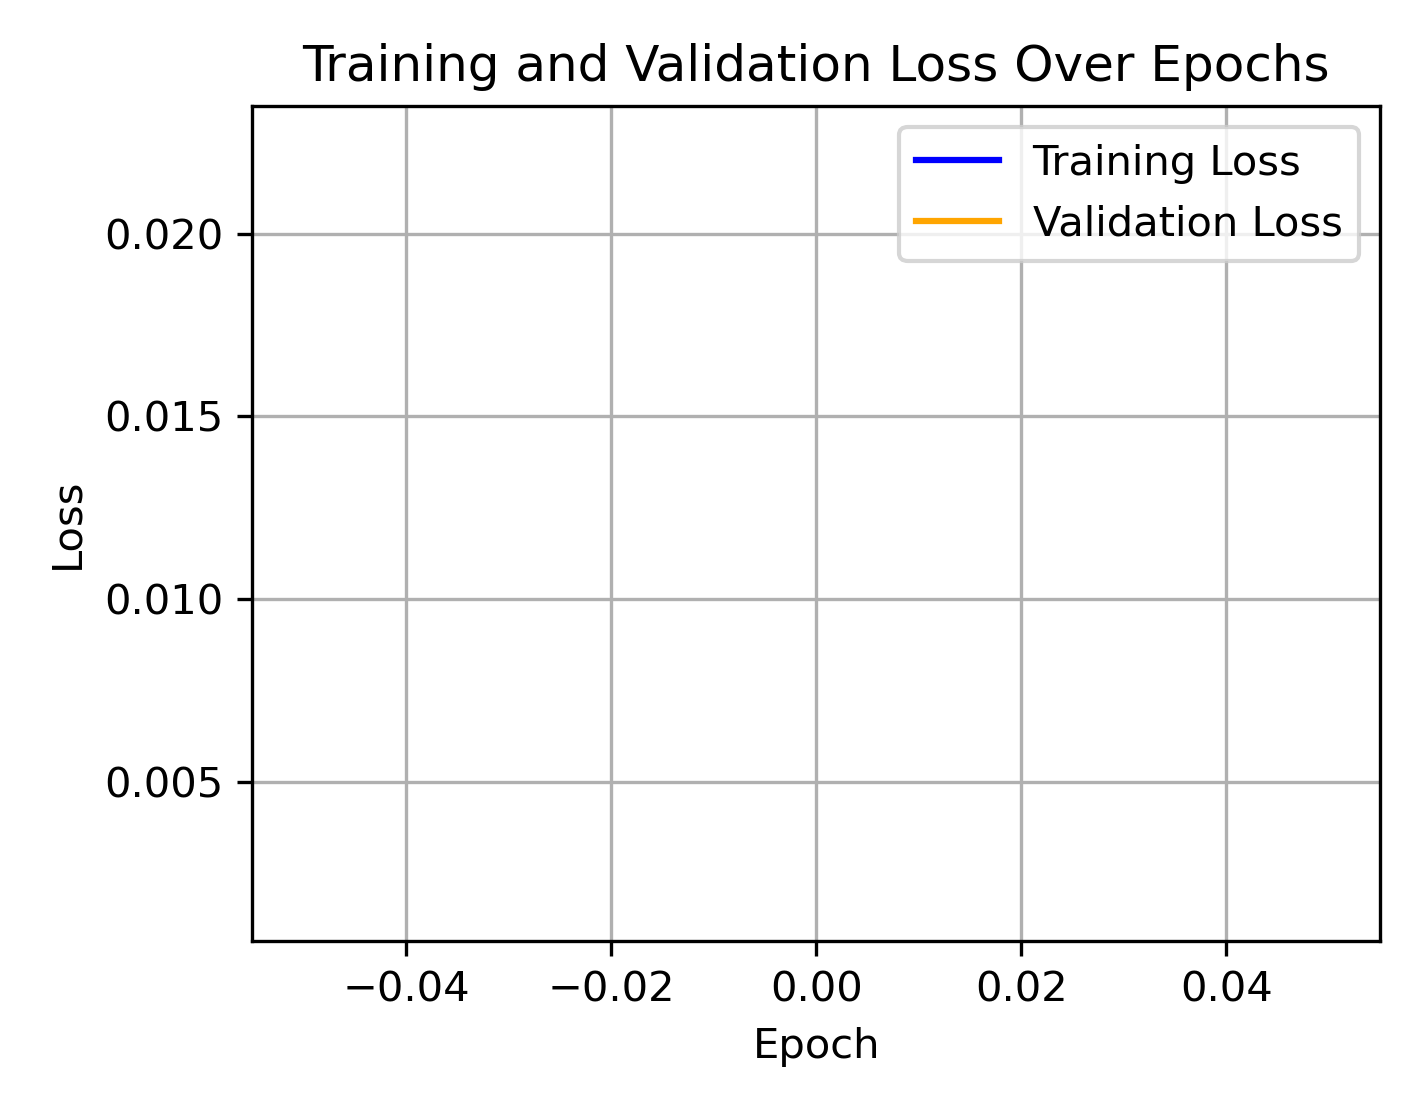 Training and Validation Loss Over Epochs
Training Loss
Validation Loss
0.020
0.015
0.010
0.005
Loss
−0.04
−0.02
0.00
0.02
0.04
Epoch